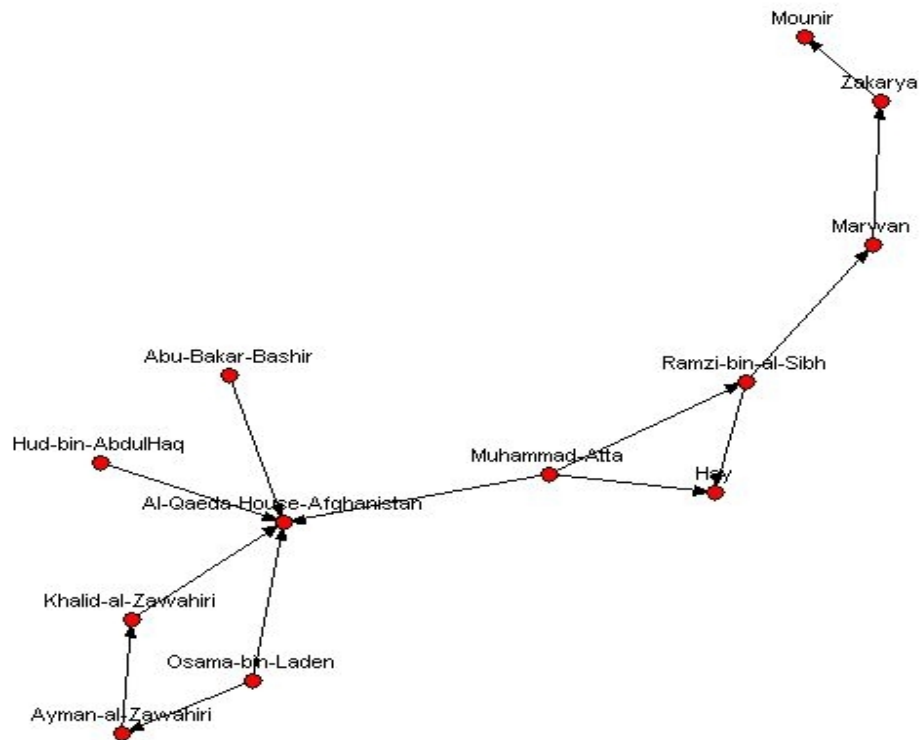 Mounir
Zakarya
Marwan
Abu-Bakar-Bashir
Ramzi-bin-al-Sibh
Hud-bin-AbdulHaq
Muhammad-Atta
Hay
Al-Qaeda-House-Afghanistan
Khalid-al-Zawahiri
Osama-bin-Laden
Ayman-al-Zawahiri